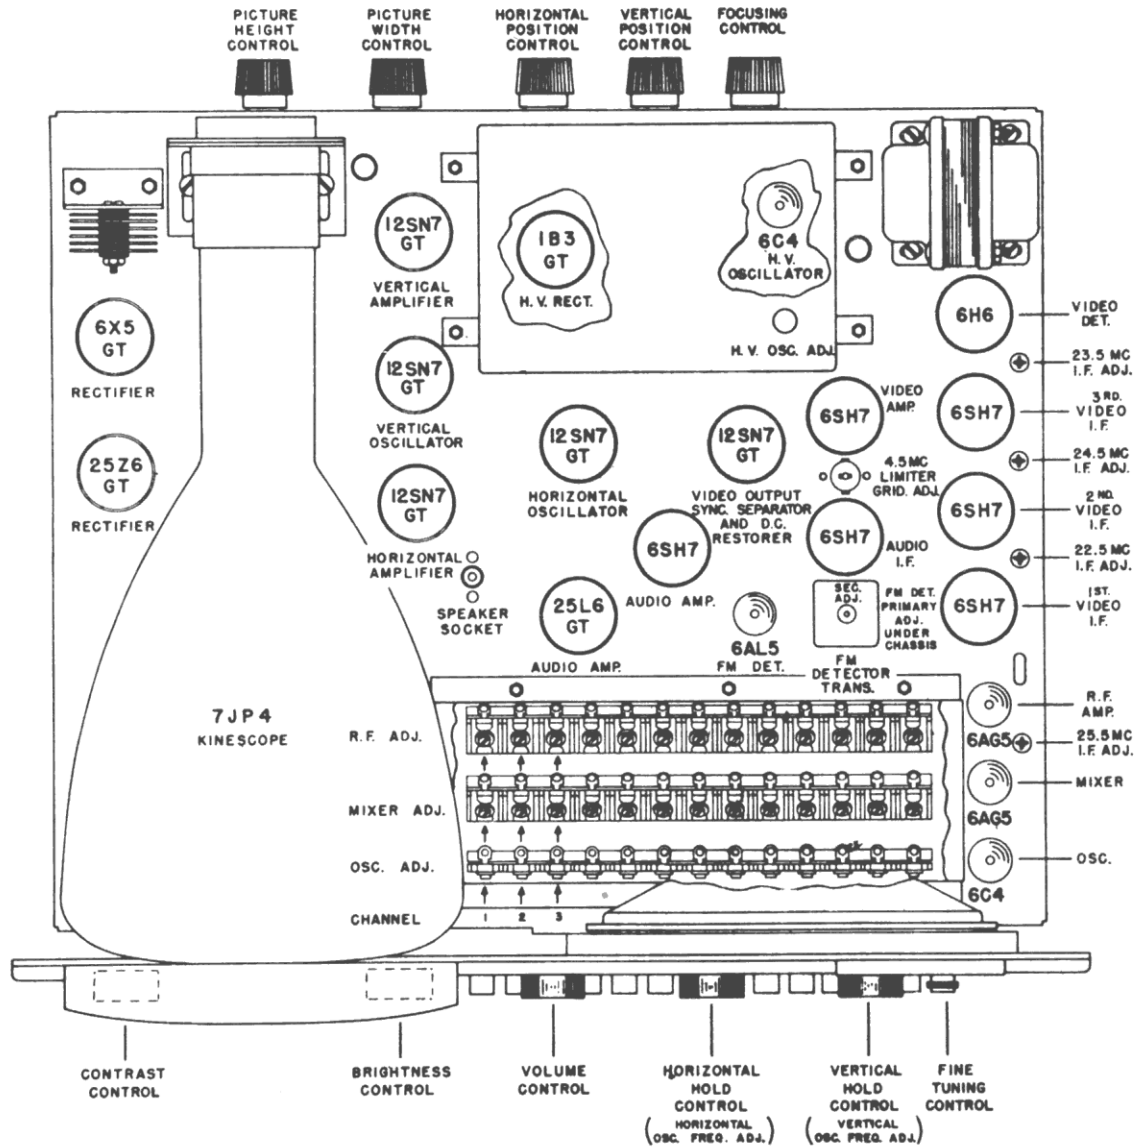 PICTURE
HEIGHT
CONTROL
PICTURE
WIDTH
CONTROL
HORIZONTAL
POSITION
CONTROL
VERTICAL
POSITION
CONTROL
FOCUSING
CONTROL
12SN7
GT
VERTICAL
AMPLIFIER
1B3
GT
H.V. RECT.
6C4
H.V.
OSCILLATOR
H.V. OSC. ADJ.
6X5
GT
RECTIFIER
25Z6
GT
RECTIFIER
12SN7
GT
VERTICAL
OSCILLATOR
12SN7
GT
HORIZONTAL
AMPLIFIER
SPEAKER
SOCKET
12SN7
GT
HORIZONTAL
OSCILLATOR
12SN7
GT
VIDEO OUTPUT
SYNC. SEPARATOR
AND D.C.
RESTORER
6SH7
AUDIO AMP.
25L6
GT
AUDIO AMP.
6AL5
FM DET.
6SH7
VIDEO
AMP.
4.5MC
LIMITER
GRID. ADJ.
6SH7
AUDIO
I.F.
SEC.
ADJ.
FM DET.
PRIMARY
ADJ.
UNDER
CHASSIS
FM
DETECTOR
TRANS.
6H6
VIDEO
DET.
23.5 MC
I.F. ADJ.
6SH7
3RD.
VIDEO
I.F.
24.5 MC
I.F. ADJ.
6SH7
2ND.
VIDEO
I.F.
22.5 MC
I.F. ADJ.
6SH7
1ST.
VIDEO
I.F.
R.F.
AMP.
6AG5
25.5 MC
I.F. ADJ.
MIXER
6AG5
OSC.
6C4
7JP4
KINESCOPE
R.F. ADJ.
MIXER ADJ.
OSC. ADJ.
CHANNEL
1 2 3
CONTRAST
CONTROL
BRIGHTNESS
CONTROL
VOLUME
CONTROL
HORIZONTAL
HOLD
CONTROL
(HORIZONTAL
OSC. FREQ. ADJ.)
VERTICAL
HOLD
CONTROL
(VERTICAL
OSC. FREQ. ADJ.)
FINE
TUNING
CONTROL